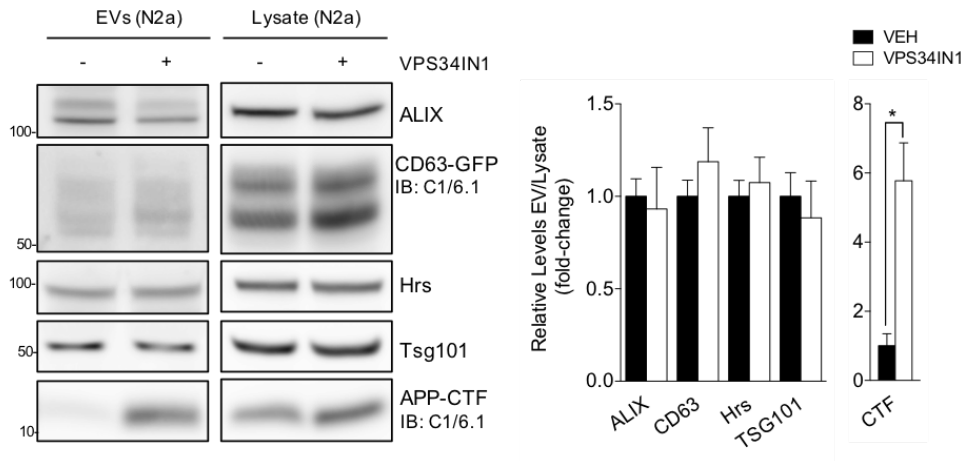 EVs (N2a) Lysate (N2a)
- + - + VPS34IN1
100- ALIX
CD63-GFP
IB: C1/6.1
50-
100- Hrs
50- Tsg101
APP-CTF
IB: C1/6.1
10-
VEH
VPS34IN1
Relative Levels EV/Lysate
(fold-change)
1.5
1.0
0.5
0.0
ALIX
CD63
Hrs
TSG101
8
6
4
2
0
*
CTF